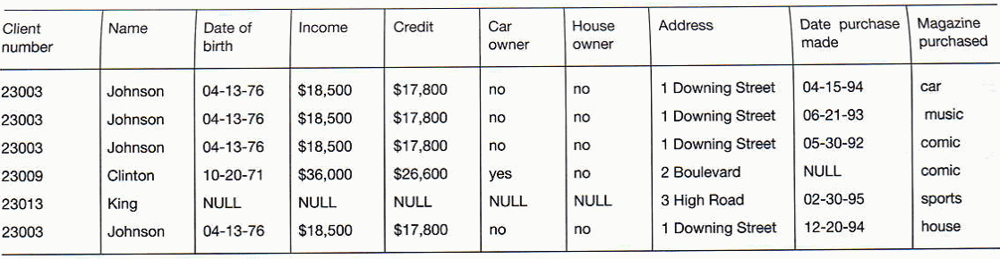 Client number Name Date of birth Income Credit Car owner House owner Address Date purchase made Magazine purchased
23003 Johnson 04-13-76 $18,500 $17,800 no no 1 Downing Street 04-15-94 car
23003 Johnson 04-13-76 $18,500 $17,800 no no 1 Downing Street 06-21-93 music
23003 Johnson 04-13-76 $18,500 $17,800 no no 1 Downing Street 05-30-92 comic
23009 Clinton 10-20-71 $36,000 $26,600 yes no 2 Boulevard NULL comic
23013 King NULL NULL NULL NULL NULL 3 High Road 02-30-95 sports
23003 Johnson 04-13-76 $18,500 $17,800 no no 1 Downing Street 12-20-94 house